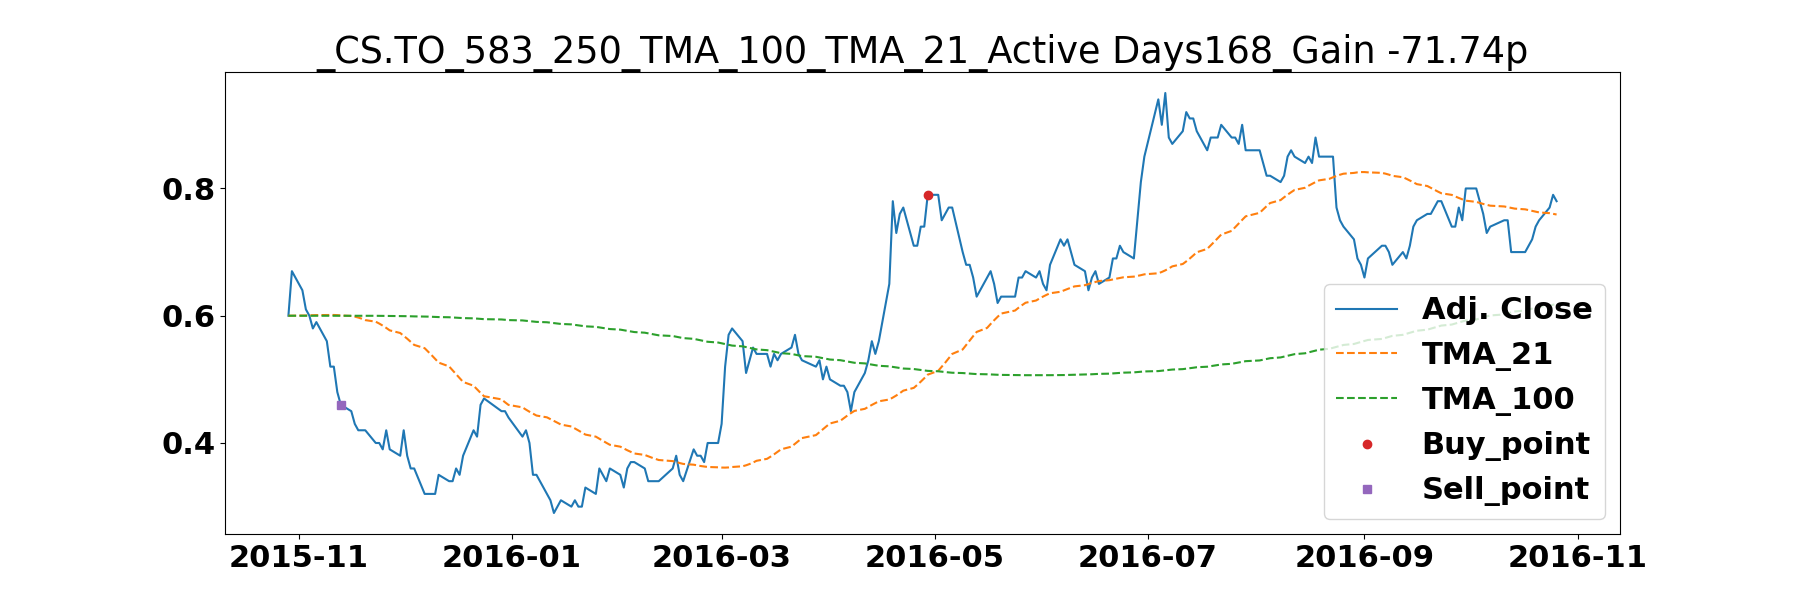 _CS.TO_583_250_TMA_100_TMA_21_Active Days168_Gain -71.74p
0.8
0.6
0.4
Adj. Close
TMA_21
TMA_100
Buy_point
Sell_point
2015-11 2016-01 2016-03 2016-05 2016-07 2016-09 2016-11